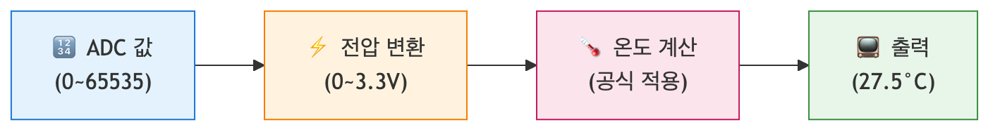 🔢 ADC 값
(0~65535)
⚡ 전압 변환
(0~3.3V)
🌡️ 온도 계산
(공식 적용)
📺 출력
(27.5°C)